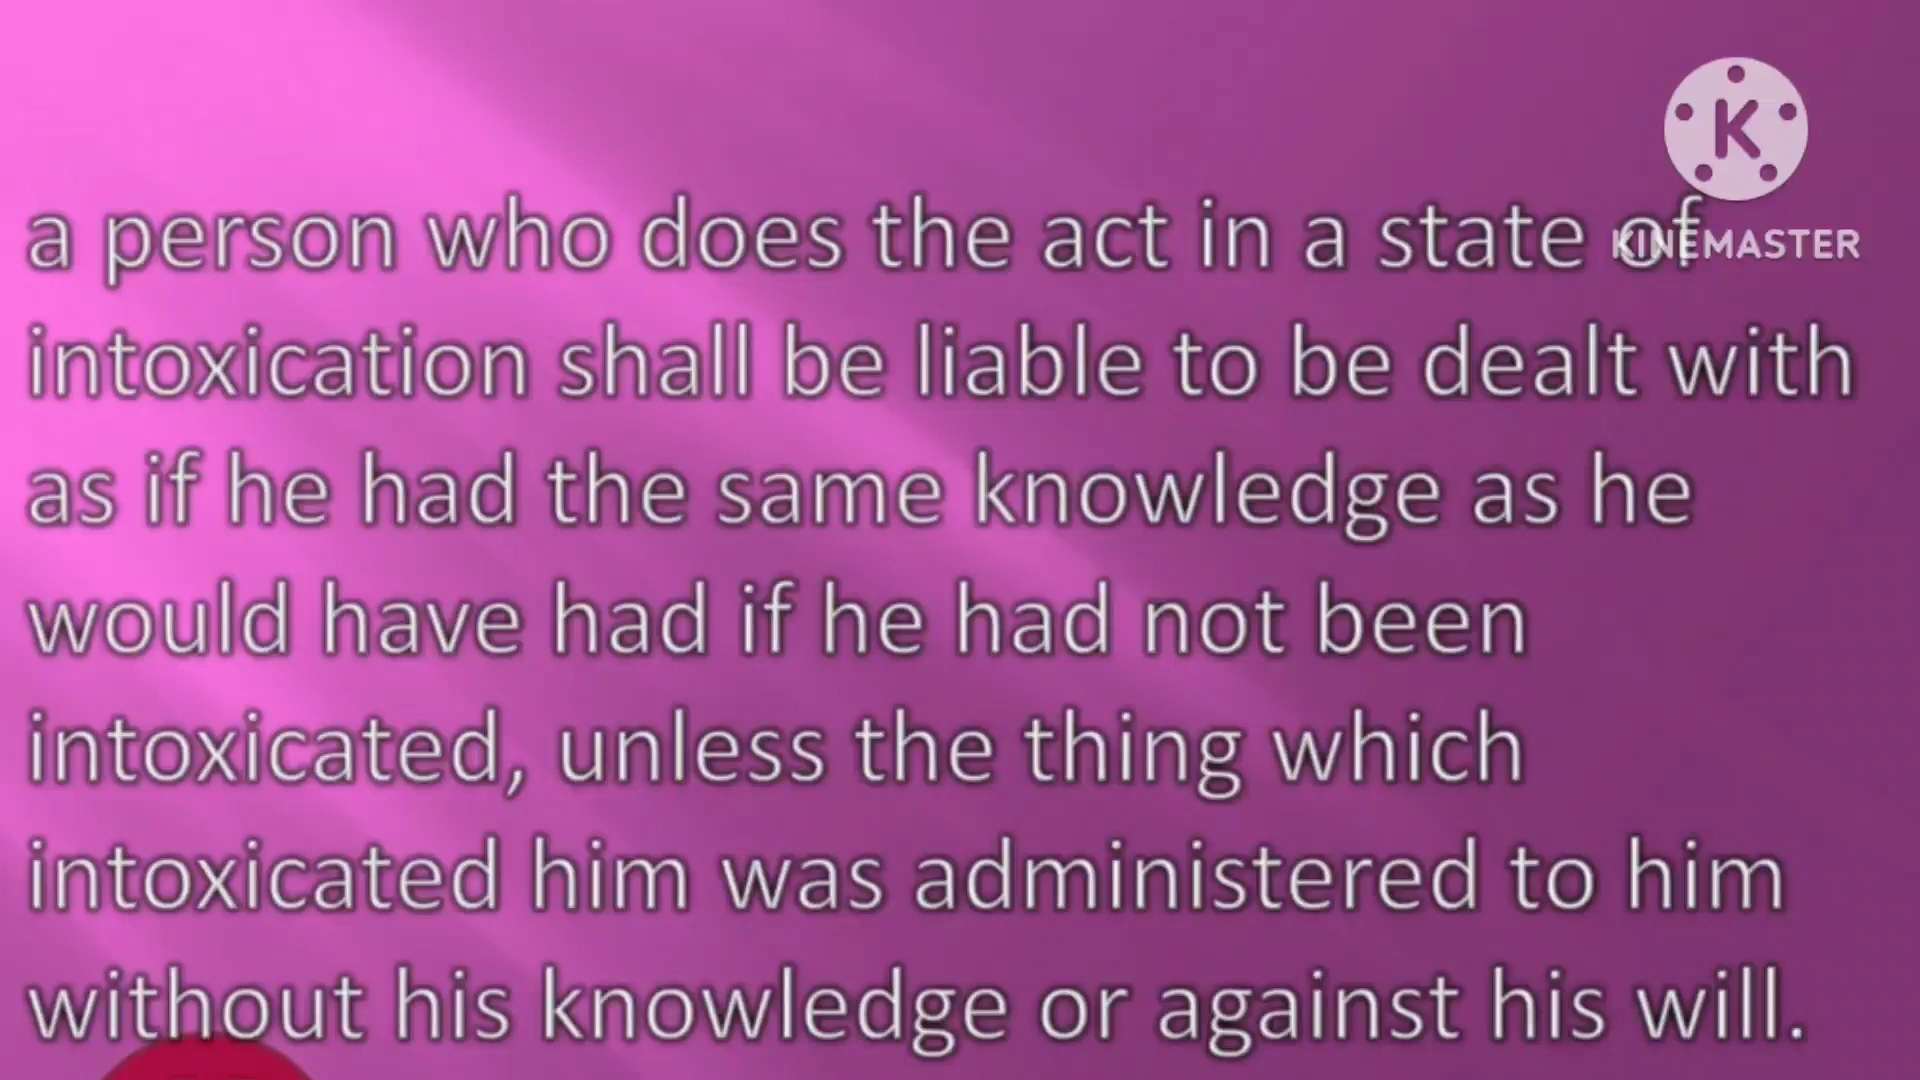 K
KINEMASTER
a person who does the act in a state of
intoxication shall be liable to be dealt with
as if he had the same knowledge as he
would have had if he had not been
intoxicated, unless the thing which
intoxicated him was administered to him
without his knowledge or against his will.